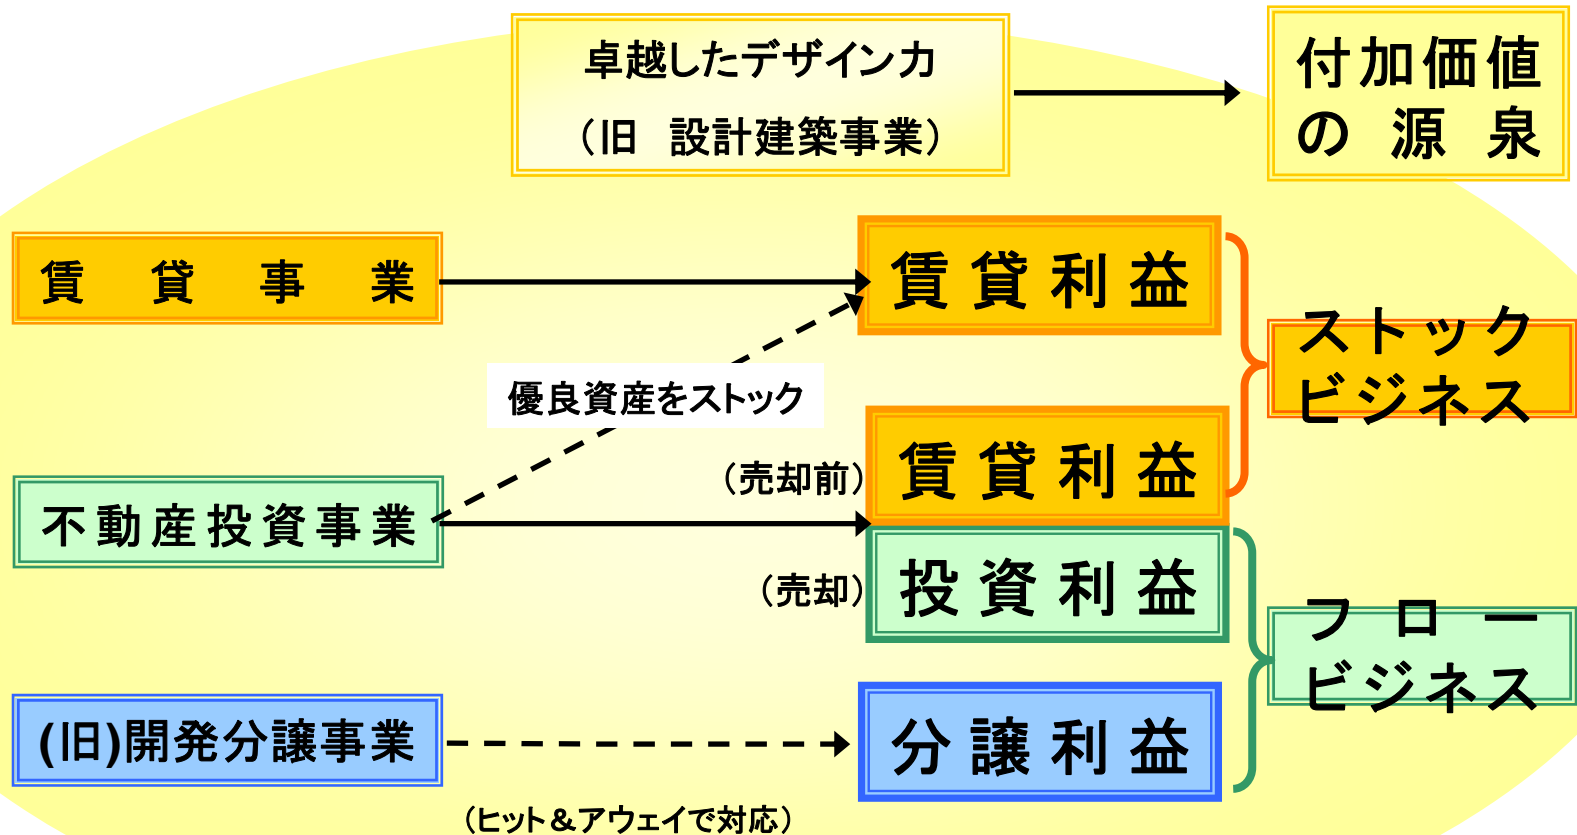 卓越したデザイン力
（旧　設計建築事業）
付加価値
の源泉
賃貸事業
賃貸利益
ストック
ビジネス
優良資産をストック
（売却前）
賃貸利益
不動産投資事業
（売却）
投資利益
フロー
ビジネス
(旧)開発分譲事業
分譲利益
（ヒット＆アウェイで対応）